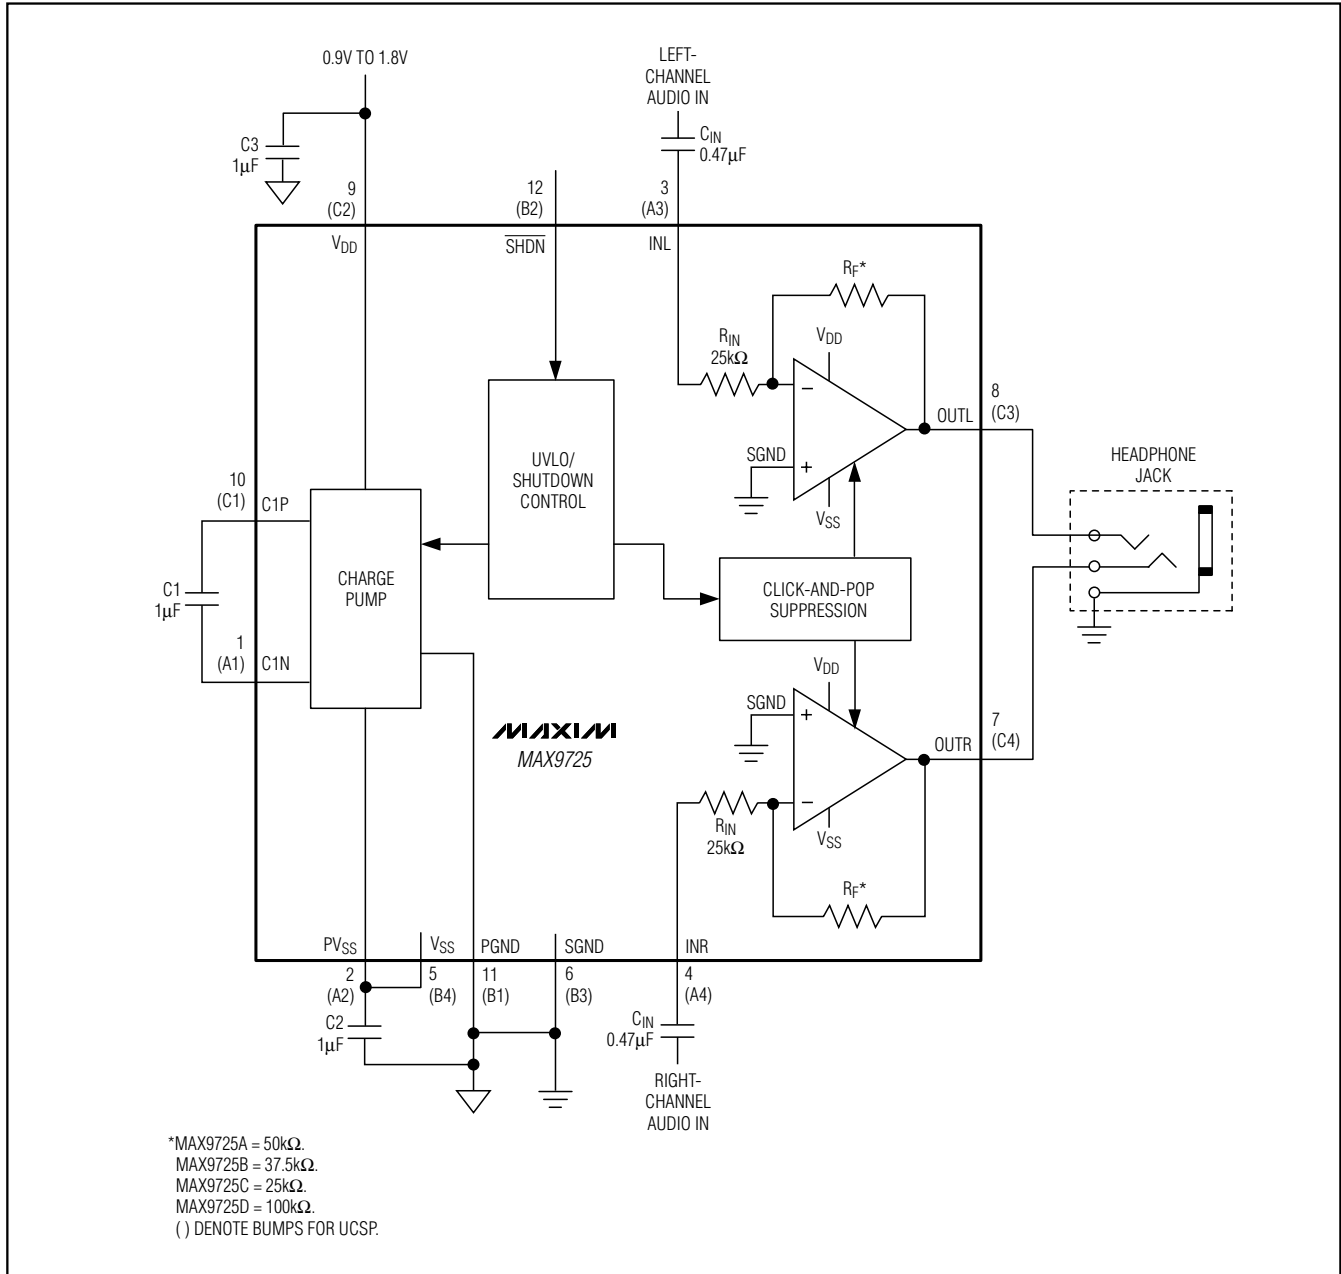 0.9V TO 1.8V
LEFT-
CHANNEL
AUDIO IN
C3
1μF
CIN
0.47μF
9
(C2)
12
(B2)
3
(A3)
VDD
SHDN
INL
RF*
RIN
25kΩ
VDD
−
8
(C3)
OUTL
SGND
+
VSS
HEADPHONE
JACK
UVLO/
SHUTDOWN
CONTROL
10
(C1)
C1P
CHARGE
PUMP
C1
1μF
CLICK-AND-POP
SUPPRESSION
1
(A1)
C1N
VDD
SGND
+
7
(C4)
OUTR
MAXIM
MAX9725
−
RIN
25kΩ
VSS
RF*
PVSS
VSS
PGND
SGND
INR
2
(A2)
5
(B4)
11
(B1)
6
(B3)
4
(A4)
C2
1μF
CIN
0.47μF
RIGHT-
CHANNEL
AUDIO IN
*MAX9725A = 50kΩ.
MAX9725B = 37.5kΩ.
MAX9725C = 25kΩ.
MAX9725D = 100kΩ.
( ) DENOTE BUMPS FOR UCSP.